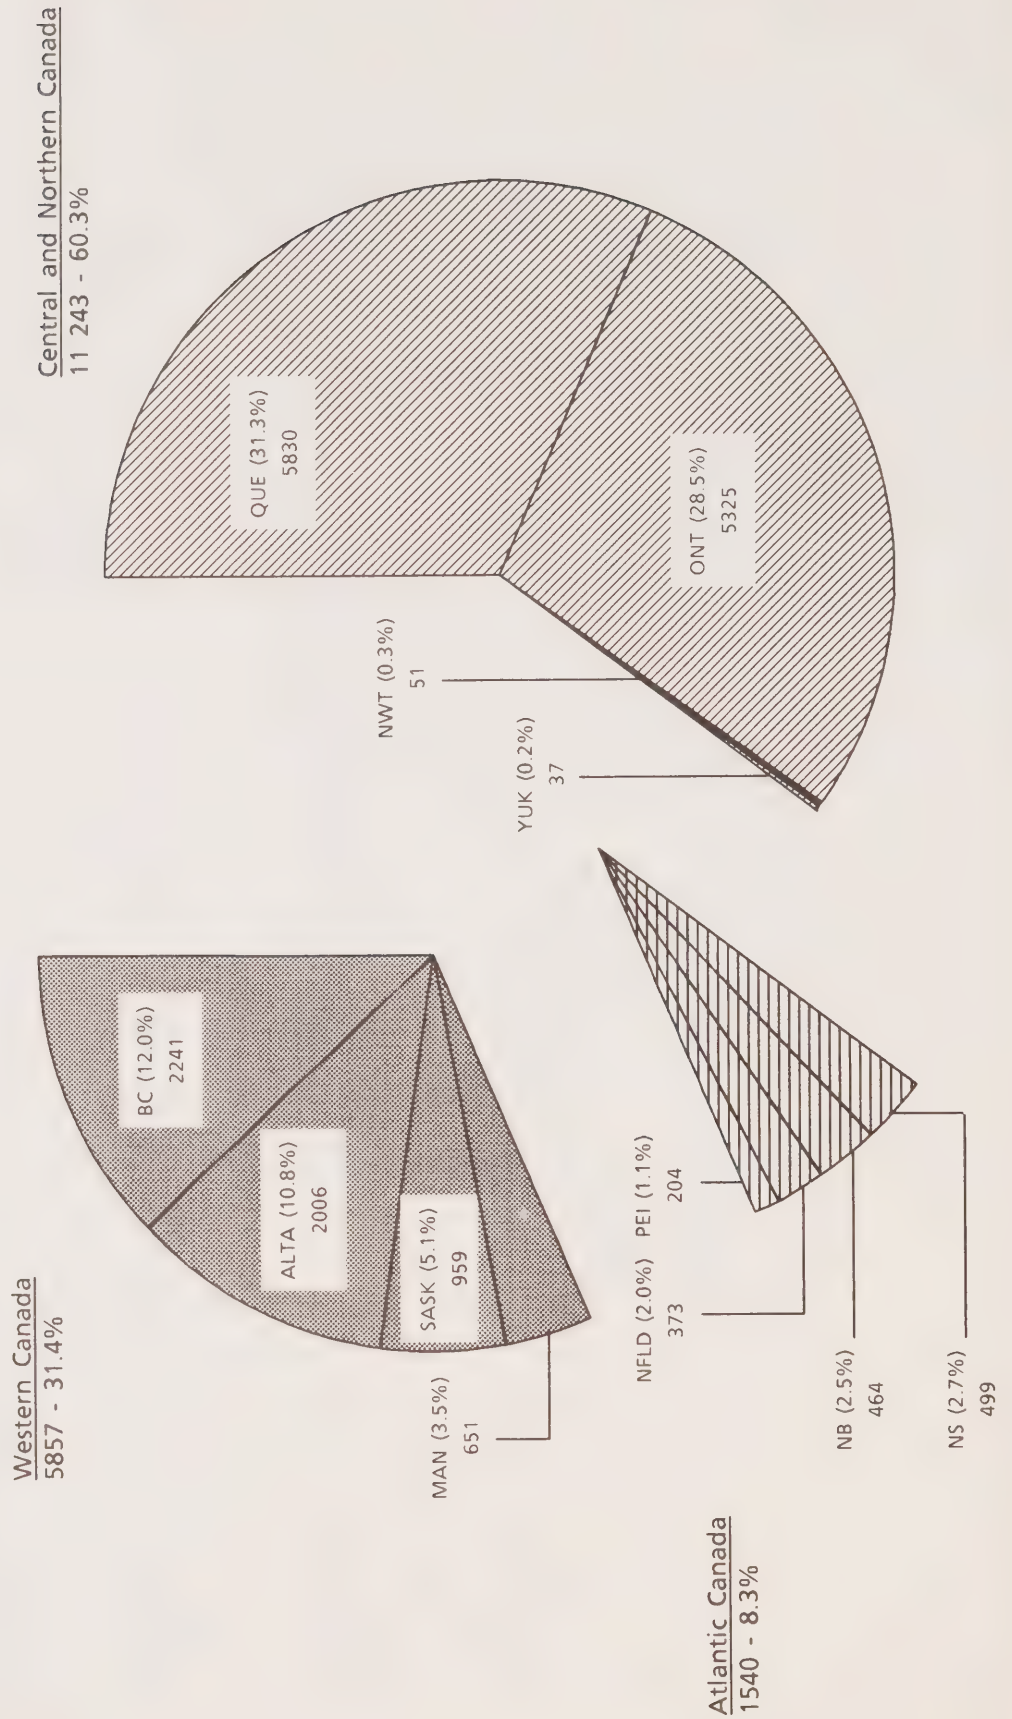 Western Canada
5857 - 31.4%
Central and Northern Canada
11 243 - 60.3%
BC (12.0%)
2241
ALTA (10.8%)
2006
SASK (5.1%)
959
MAN (3.5%)
651
QUE (31.3%)
5830
NWT (0.3%)
51
YUK (0.2%)
37
ONT (28.5%)
5325
Atlantic Canada
1540 - 8.3%
NFLD (2.0%)
373
PEI (1.1%)
204
NB (2.5%)
464
NS (2.7%)
499